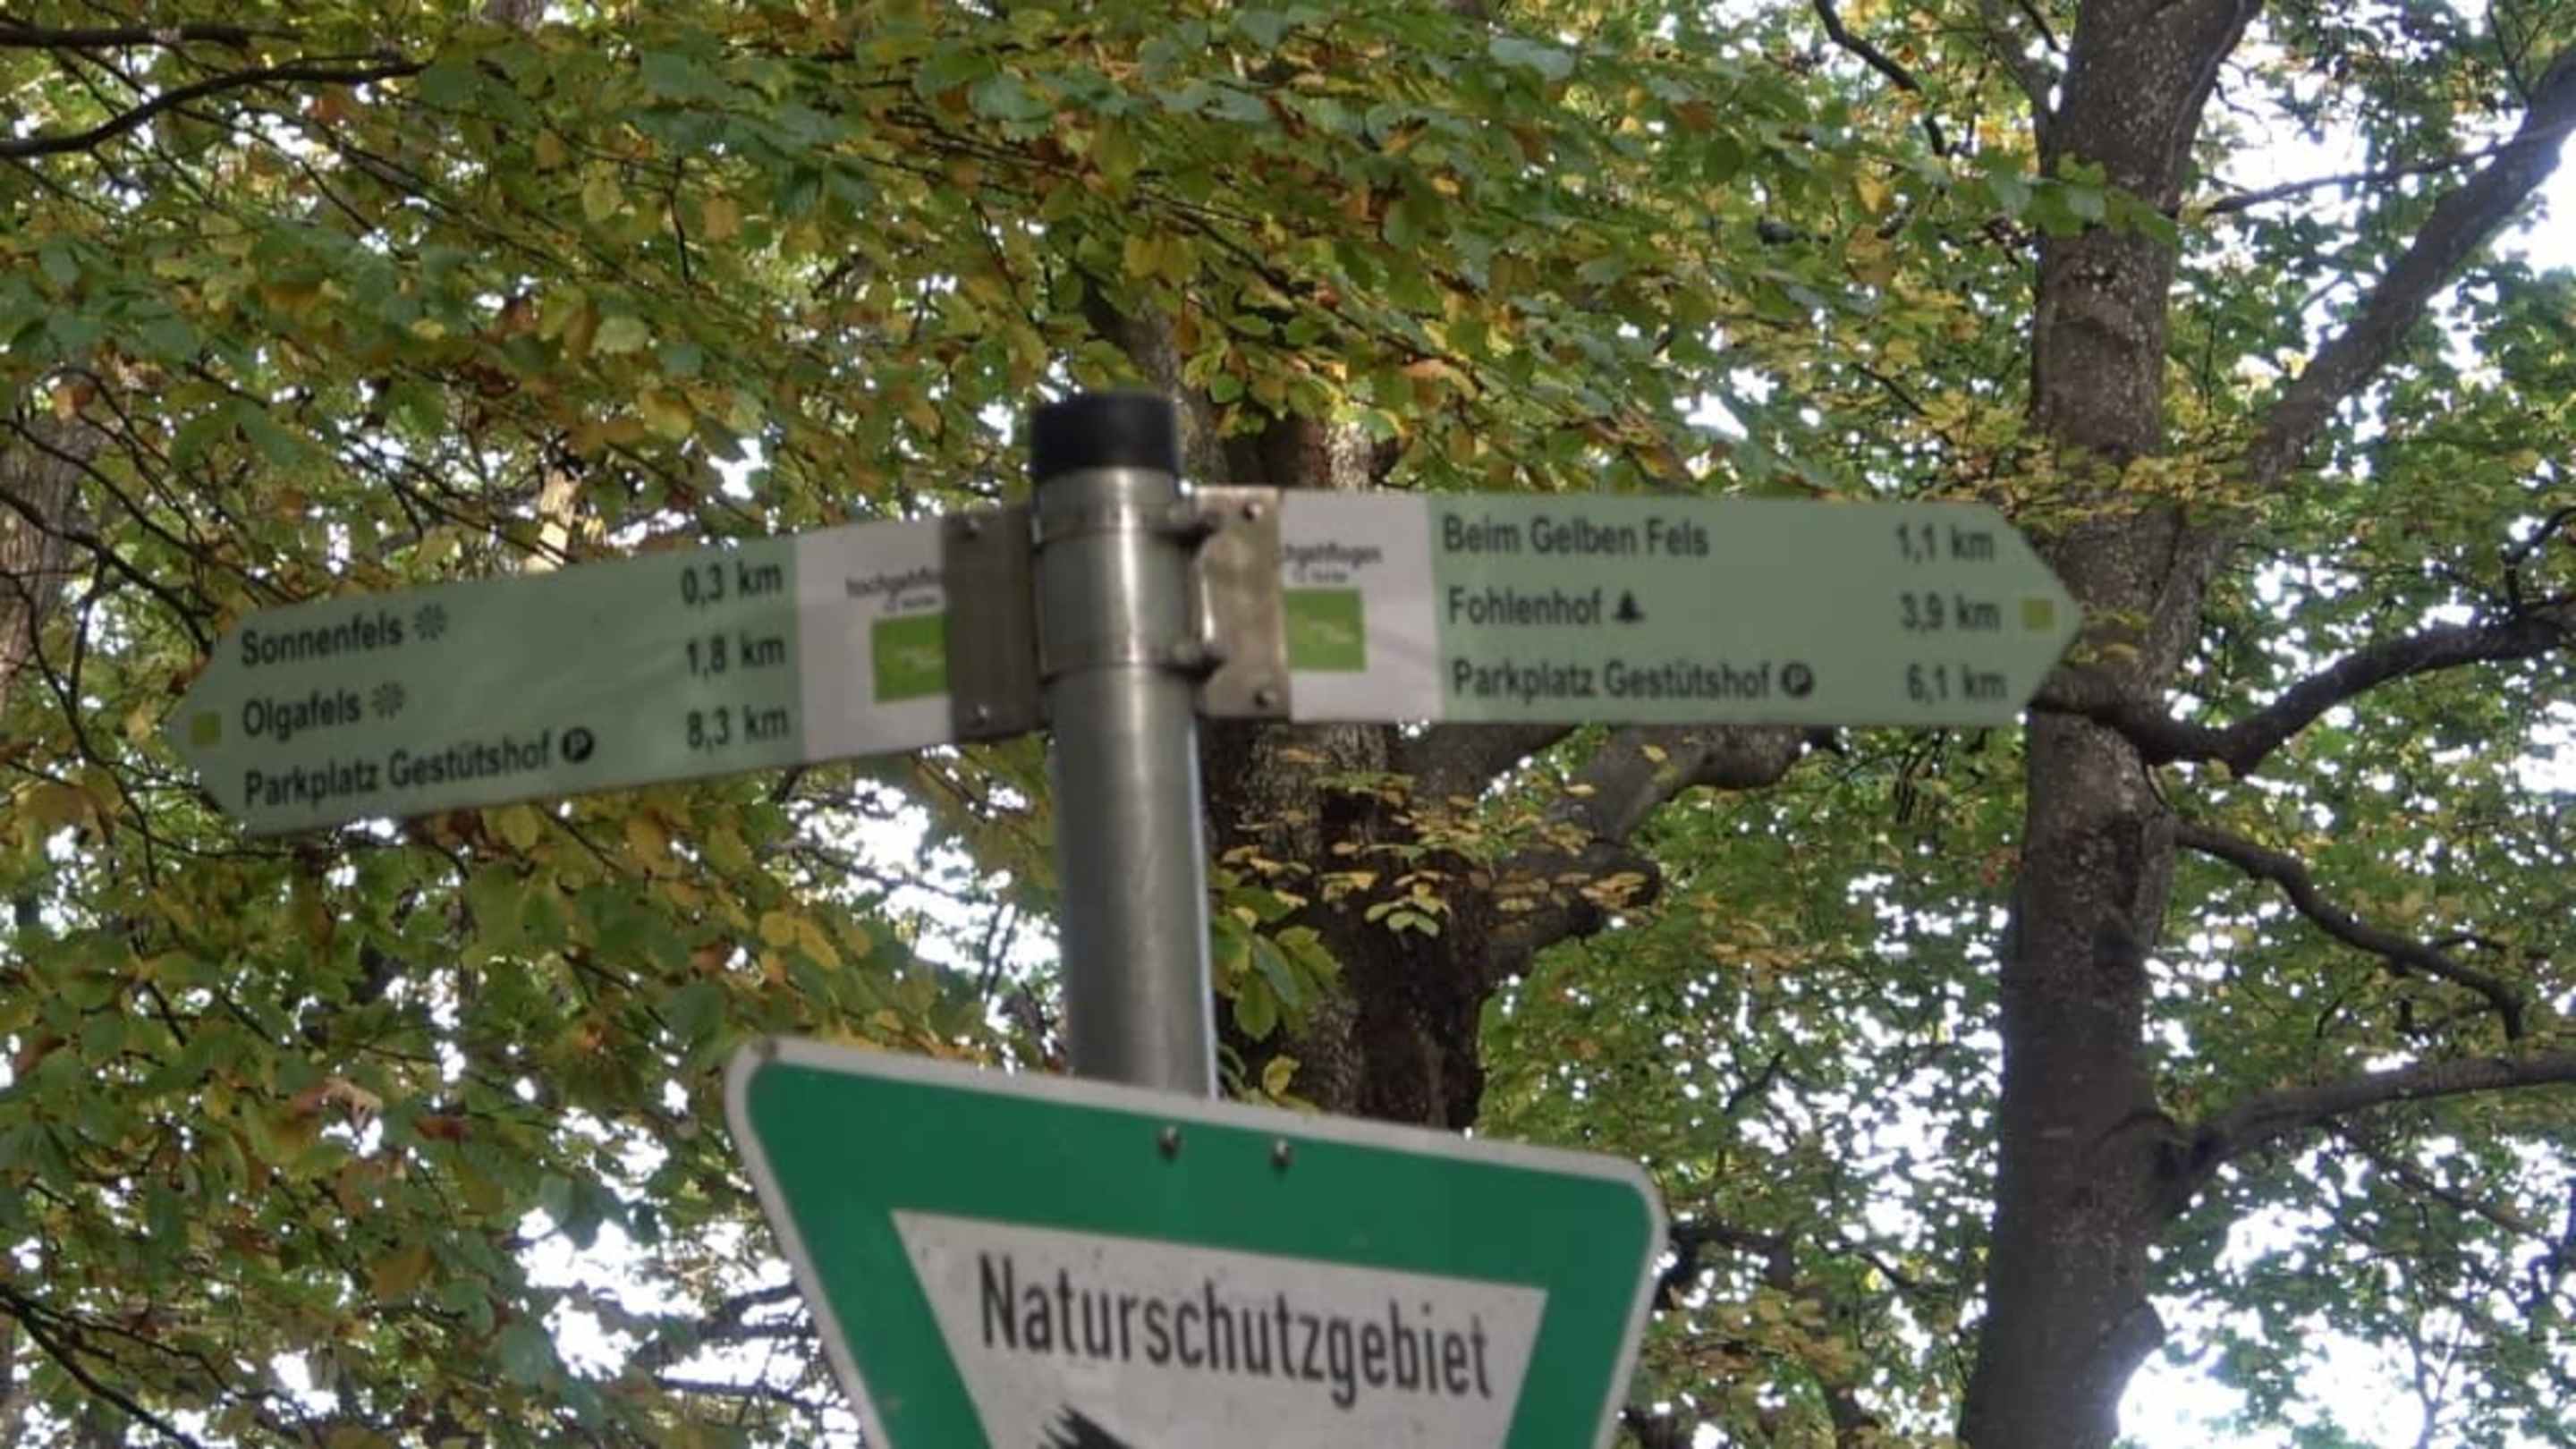 Sonnenfels 0,3 km
Olgafels 1,8 km
Parkplatz Gestütshof P 8,3 km
Beim Gelben Fels 1,1 km
Fohlenhof 3,9 km
Parkplatz Gestütshof P 6,1 km
Naturschutzgebiet